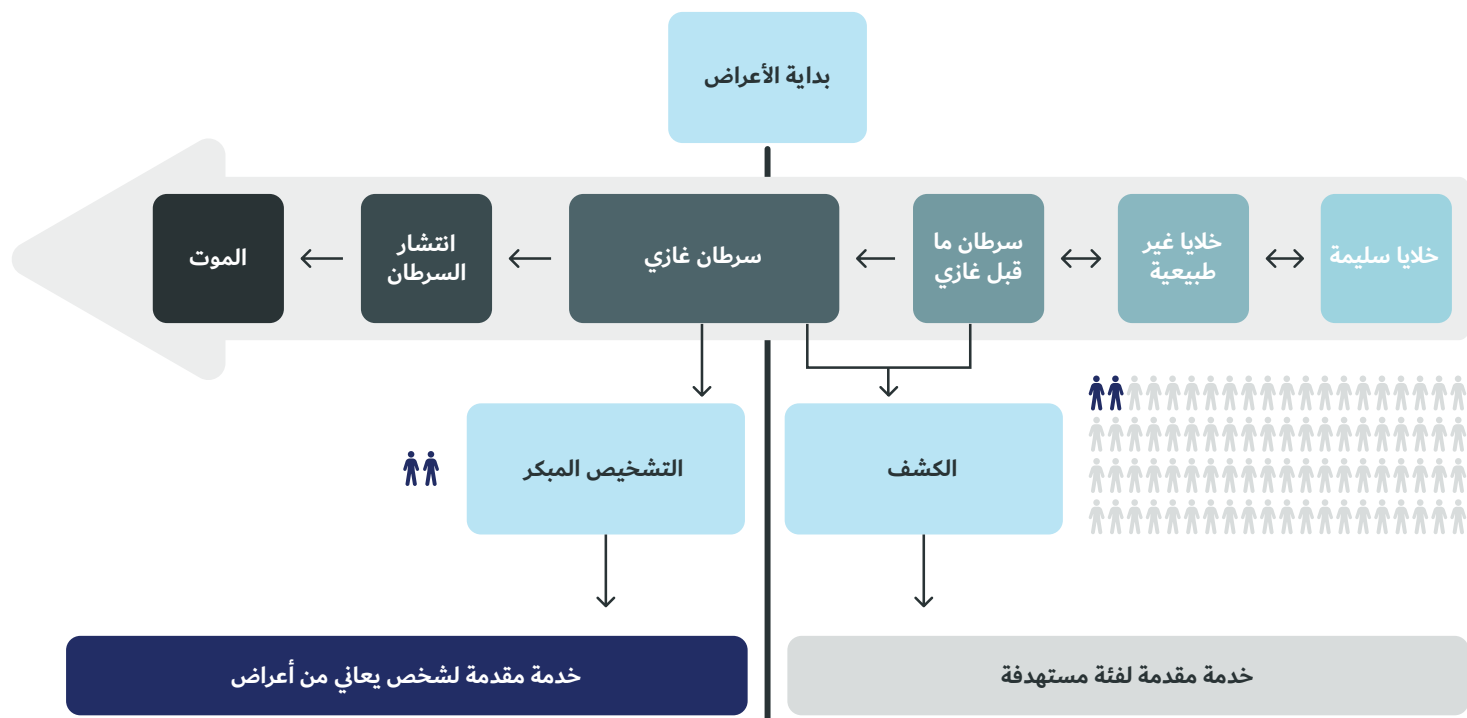 بداية الأعراض
خلايا سليمة
خلايا غير
طبيعية
سرطان ما
قبل غازي
سرطان غازي
انتشار
السرطان
الموت
الكشف
التشخيص المبكر
خدمة مقدمة لفئة مستهدفة
خدمة مقدمة لشخص يعاني من أعراض